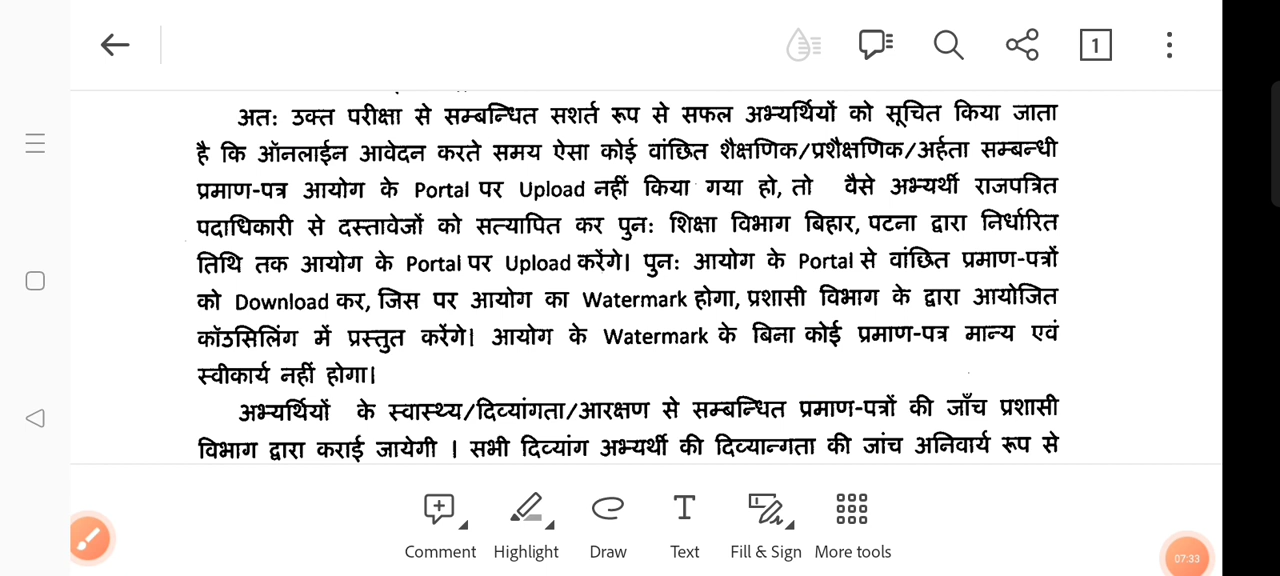 1
अतः उक्त परीक्षा से सम्बन्धित सशर्त रूप से सफल अभ्यर्थियों को सूचित किया जाता
है कि ऑनलाईन आवेदन करते समय ऐसा कोई वांछित शैक्षणिक/प्रशैक्षणिक/अर्हता सम्बन्धी
प्रमाण-पत्र आयोग के Portal पर Upload नहीं किया गया हो, तो वैसे अभ्यर्थी राजपत्रित
पदाधिकारी से दस्तावेजों को सत्यापित कर पुनः शिक्षा विभाग बिहार, पटना द्वारा निर्धारित
तिथि तक आयोग के Portal पर Upload करेंगे। पुनः आयोग के Portal से वांछित प्रमाण-पत्रों
को Download कर, जिस पर आयोग का Watermark होगा, प्रशासी विभाग के द्वारा आयोजित
कॉउसिलिंग में प्रस्तुत करेंगे। आयोग के Watermark के बिना कोई प्रमाण-पत्र मान्य एवं
स्वीकार्य नहीं होगा।
अभ्यर्थियों के स्वास्थ्य/दिव्यांगता/आरक्षण से सम्बन्धित प्रमाण-पत्रों की जाँच प्रशासी
विभाग द्वारा कराई जायेगी । सभी दिव्यांग अभ्यर्थी की दिव्यान्गता की जांच अनिवार्य रूप से
Comment Highlight Draw Text Fill & Sign More tools
07:33